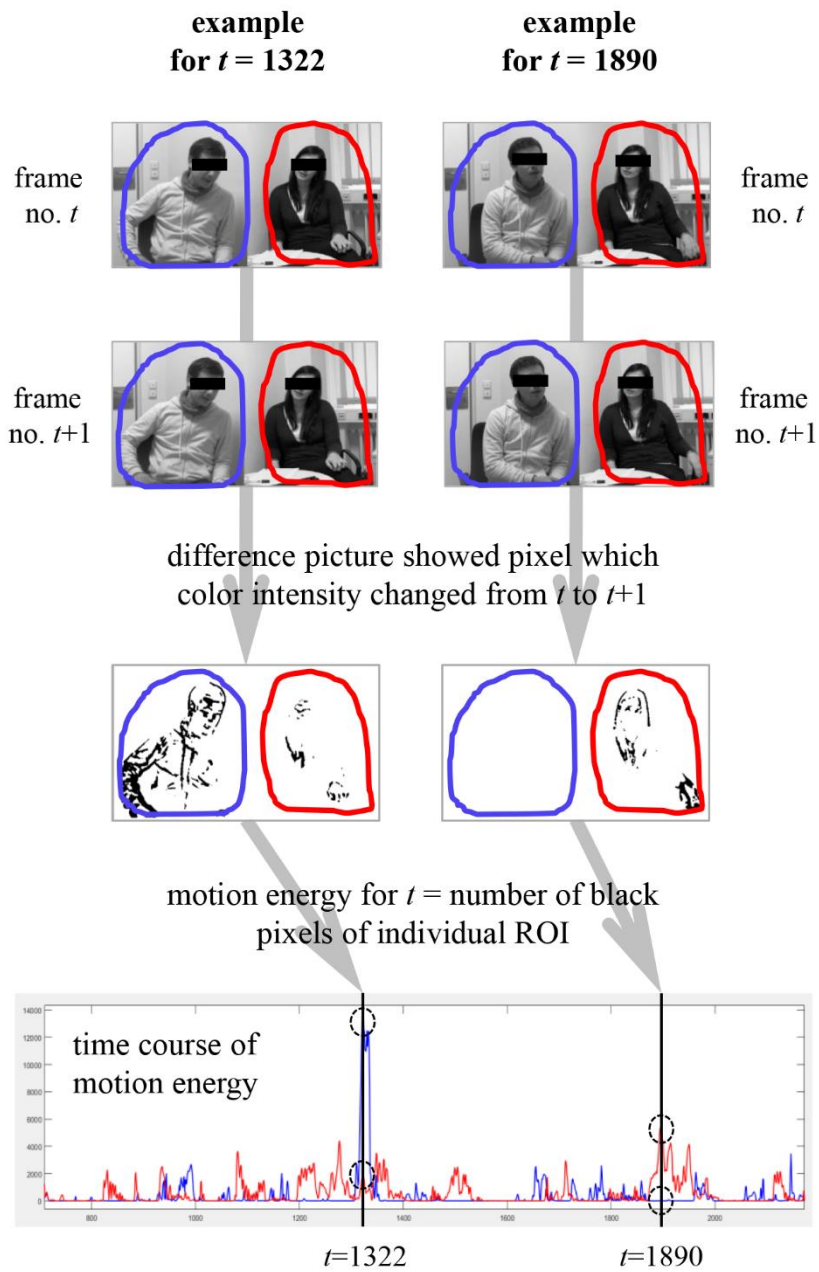 example
for t = 1322
example
for t = 1890
frame
no. t
frame
no. t
frame
no. t+1
frame
no. t+1
difference picture showed pixel which
color intensity changed from t to t+1
motion energy for t = number of black
pixels of individual ROI
time course of
motion energy
14000
12000
10000
8000
6000
4000
2000
0
800
1000
1200
1400
1600
1800
2000
t=1322
t=1890